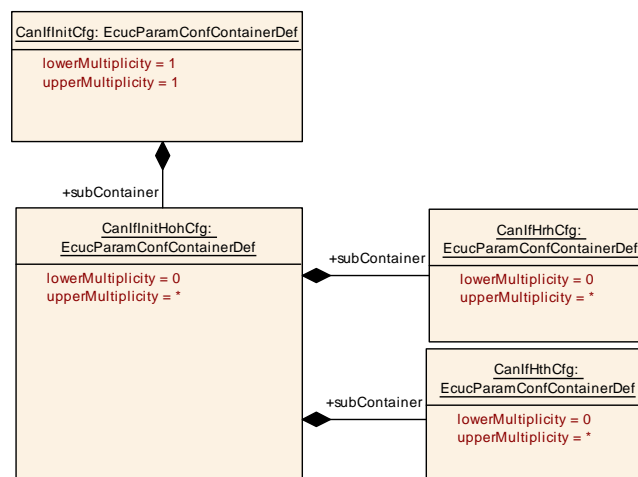 CanIfInitCfg: EcucParamConfContainerDef
lowerMultiplicity = 1
upperMultiplicity = 1
+subContainer
CanIfInitHohCfg:
EcucParamConfContainerDef
lowerMultiplicity = 0
upperMultiplicity = *
+subContainer
CanIfHrhCfg:
EcucParamConfContainerDef
lowerMultiplicity = 0
upperMultiplicity = *
+subContainer
CanIfHthCfg:
EcucParamConfContainerDef
lowerMultiplicity = 0
upperMultiplicity = *